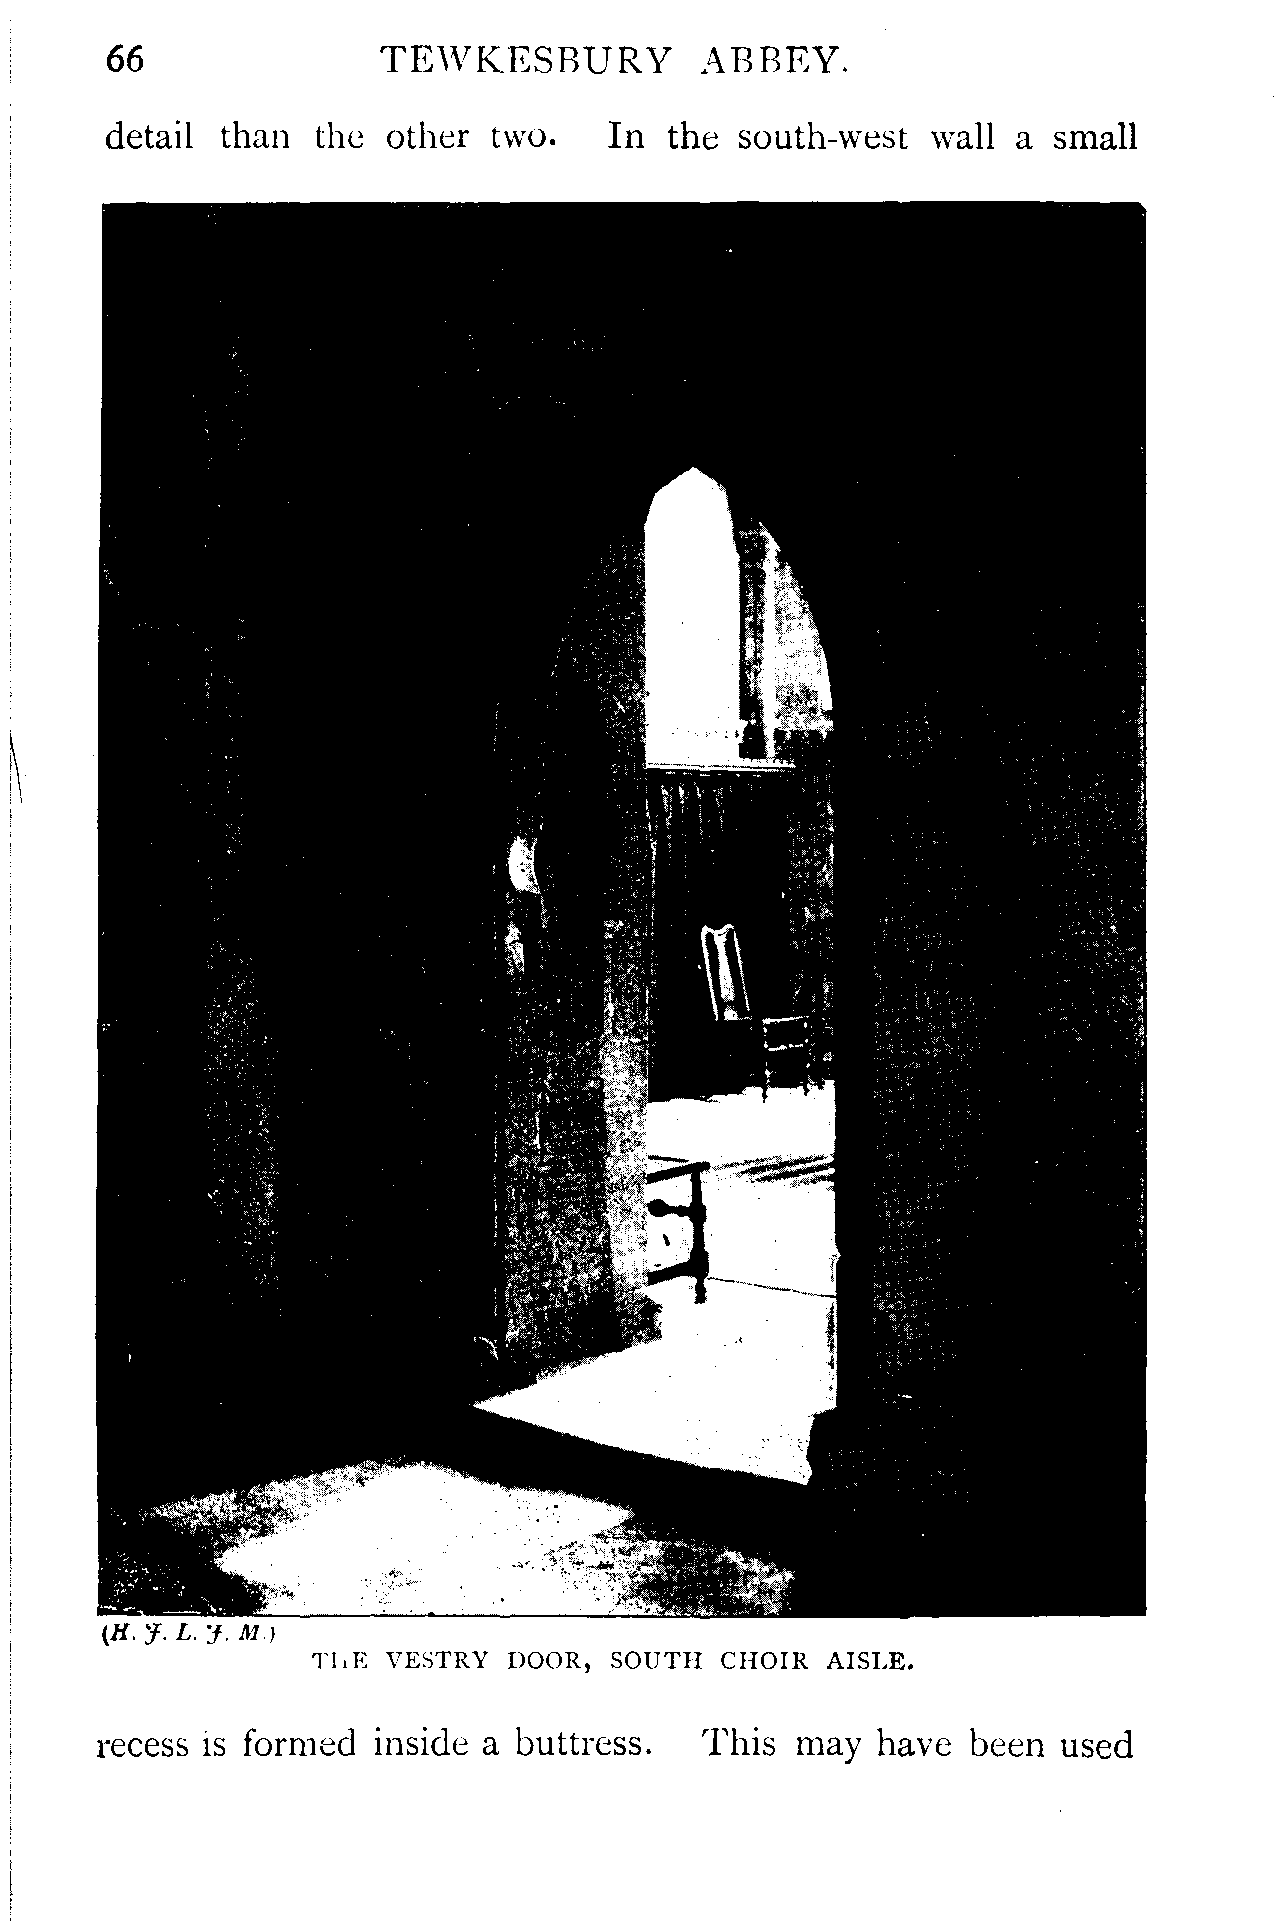 66 TEWKESBURY ABBEY.
detail than the other two. In the south-west wall a small
(H. J. L. J. M.)
THE VESTRY DOOR, SOUTH CHOIR AISLE.
recess is formed inside a buttress. This may have been used